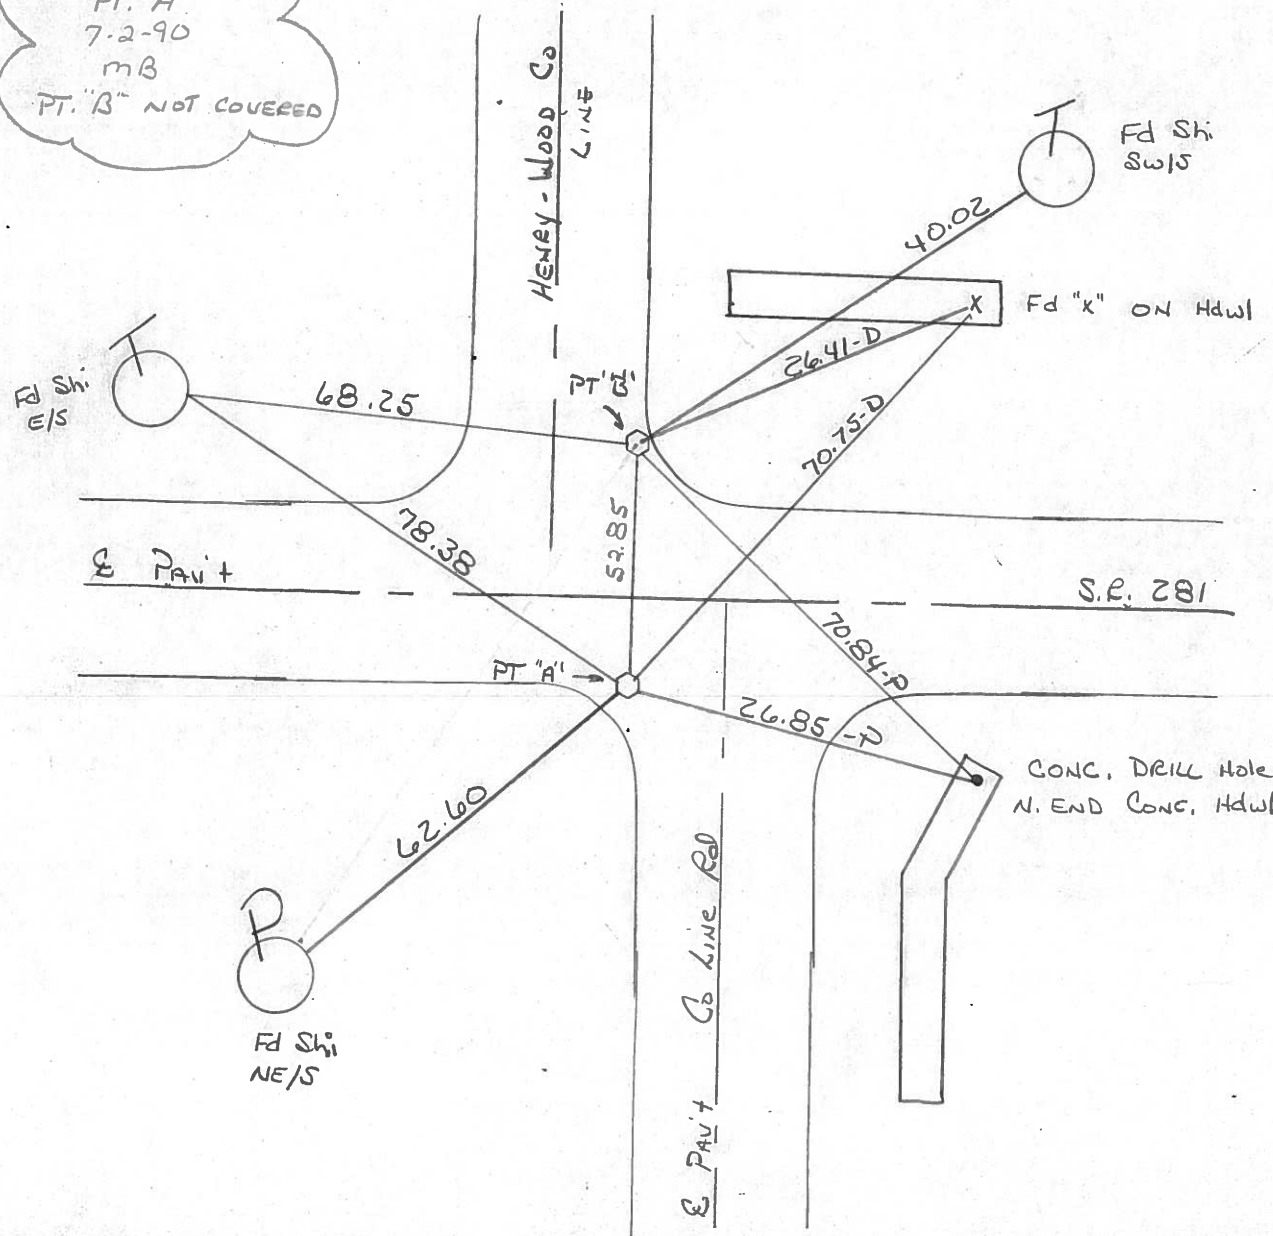 PT. A
7-2-90
MB
PT. "B" NOT COVERED
HENRY - WOOD CO
LINE
Fd Shi.
SW/S
40.02
Fd "X" ON Hdwl
X
26.41-D
PT "B"
Fd Shi.
E/S
68.25
70.75-D
52.85
78.38
℄ PAV't
S.R. 281
70.84-P
PT "A"
26.85 -P
CONC. DRILL Hole
N. END CONC. Hdwl
62.60
P
Fd Shi.
NE/S
℄ PAV't Co LINE Rd